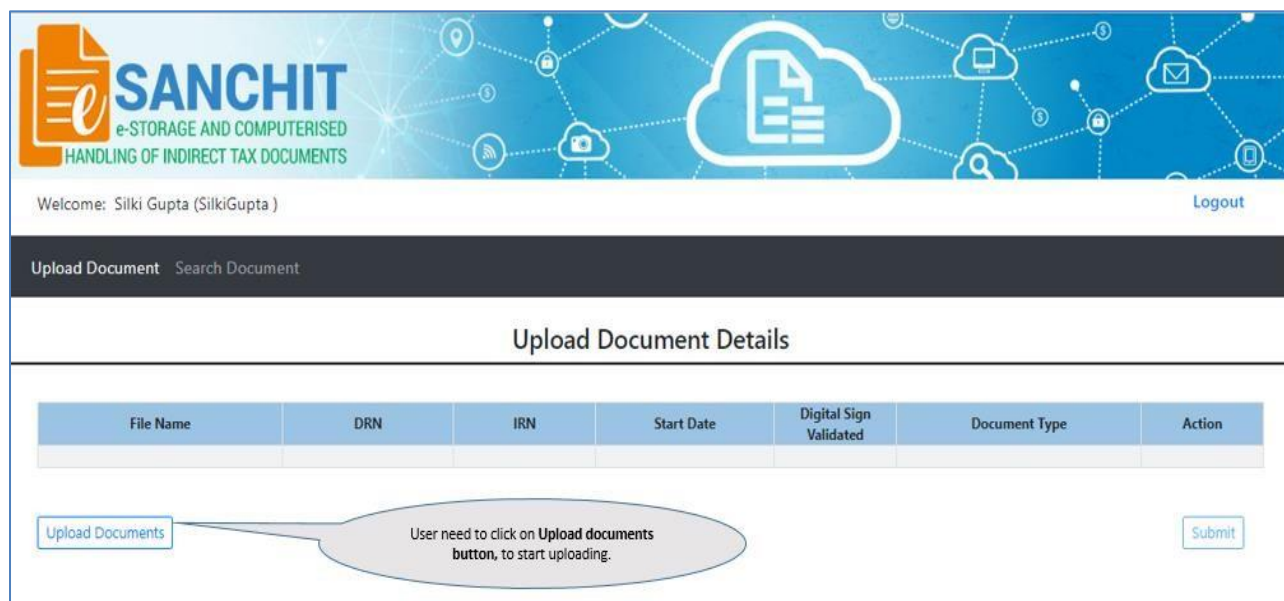 e SANCHIT
e-STORAGE AND COMPUTERISED
HANDLING OF INDIRECT TAX DOCUMENTS
Welcome: Silki Gupta (SilkiGupta )
Logout
Upload Document Search Document
Upload Document Details
File Name DRN IRN Start Date Digital Sign Validated Document Type Action
Upload Documents
User need to click on Upload documents
button, to start uploading.
Submit